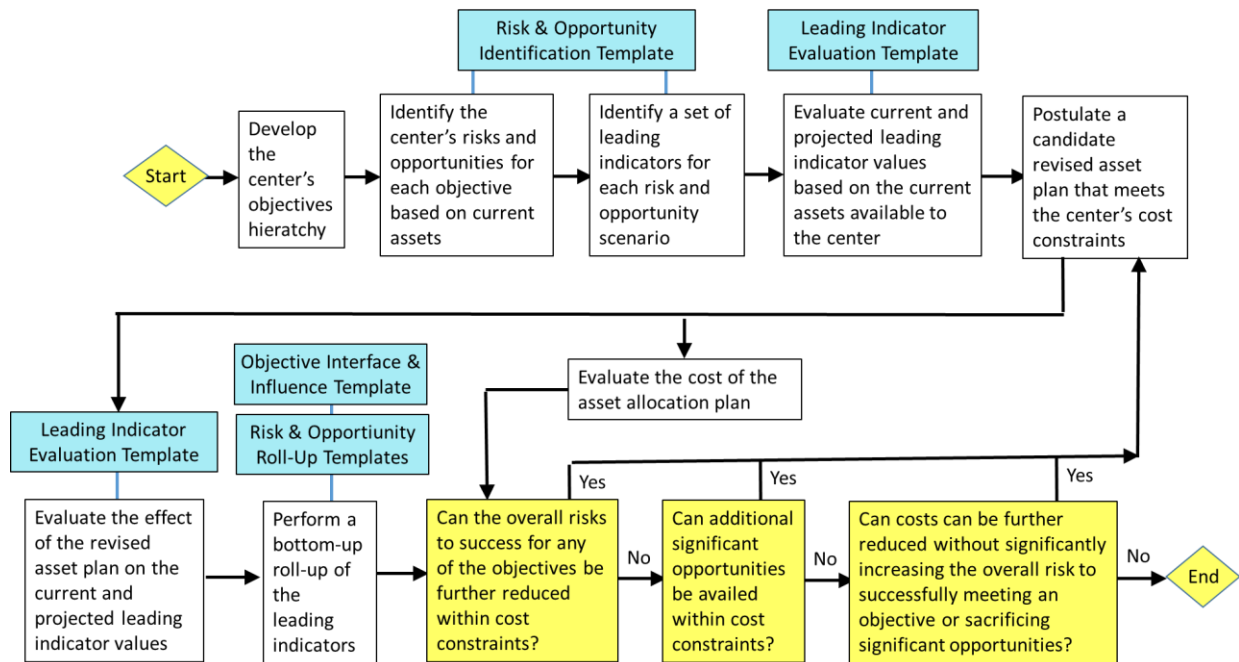 Risk & Opportunity
Identification Template
Leading Indicator
Evaluation Template
Start
Develop
the
center's
objectives
hierarchy
Identify the
center's risks and
opportunities for
each objective
based on current
assets
Identify a set of
leading
indicators for
each risk and
opportunity
scenario
Evaluate current and
projected leading
indicator values
based on the current
assets available to
the center
Postulate a
candidate
revised asset
plan that meets
the center's cost
constraints
Evaluate the cost of the
asset allocation plan
Objective Interface &
Influence Template
Leading Indicator
Evaluation Template
Risk & Opportiunity
Roll-Up Templates
Evaluate the effect
of the revised
asset plan on the
current and
projected leading
indicator values
Perform a
bottom-up
roll-up of
the
leading
indicators
Can the overall risks
to success for any
of the objectives be
further reduced
within cost
constraints?
Yes
No
Can additional
significant
opportunities
be availed
within cost
constraints?
Yes
No
Can costs can be further
reduced without significantly
increasing the overall risk to
successfully meeting an
objective or sacrificing
significant opportunities?
Yes
No
End